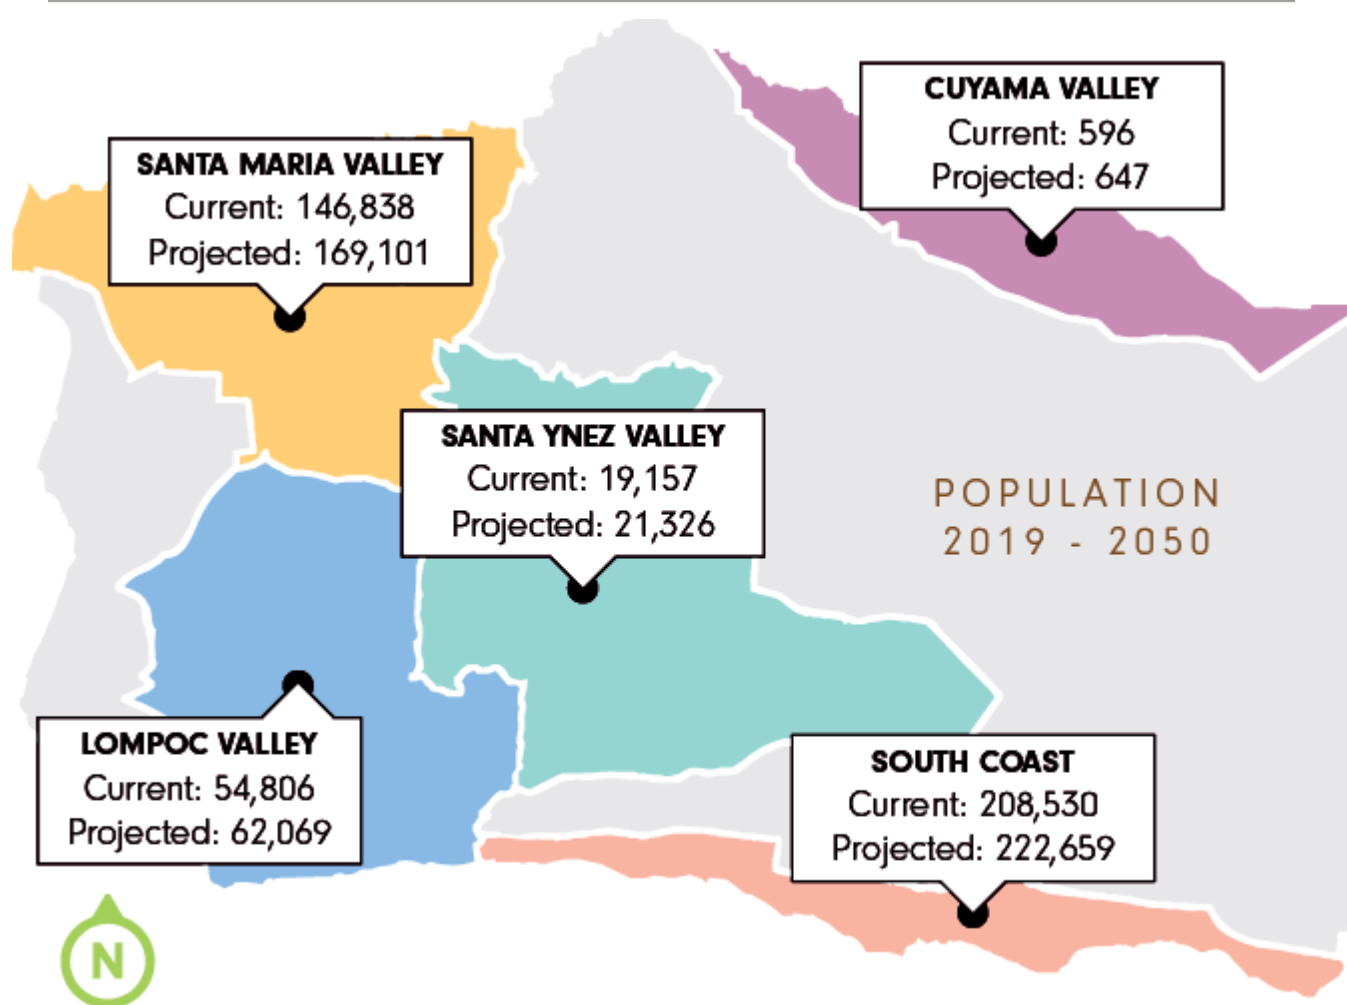 CUYAMA VALLEY
Current: 596
Projected: 647
SANTA MARIA VALLEY
Current: 146,838
Projected: 169,101
SANTA YNEZ VALLEY
Current: 19,157
Projected: 21,326
POPULATION
2019 - 2050
LOMPOC VALLEY
Current: 54,806
Projected: 62,069
SOUTH COAST
Current: 208,530
Projected: 222,659
N